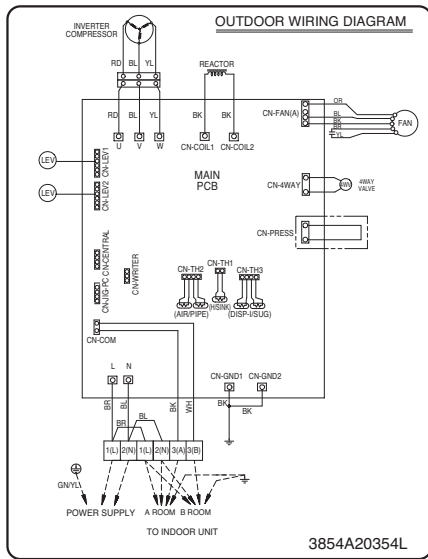 OUTDOOR WIRING DIAGRAM
INVERTER
COMPRESSOR
RD BL YL
REACTOR
RD BL YL
BK BK
U V W
CN-COIL1 CN-COIL2
CN-FAN(A)
OR
BL
BK
BR
YL
FAN
LEV
CN-LEV1
LEV
CN-LEV2
MAIN
PCB
CN-4WAY
4WAY
VALVE
CN-PRESS
CN-CENTRAL
CN-JIG-PC
CN-WRITER
CN-TH2
CN-TH1
CN-TH3
(AIR/PIPE)
(H/SINK)
(DISP-I/SUG)
CN-COM
L N
CN-GND1 CN-GND2
BR BL BK WH
BR BL
BK
BK
1(L) 2(N) 1(L) 2(N) 3(A) 3(B)
GN/YL
POWER SUPPLY A ROOM B ROOM
TO INDOOR UNIT
3854A20354L